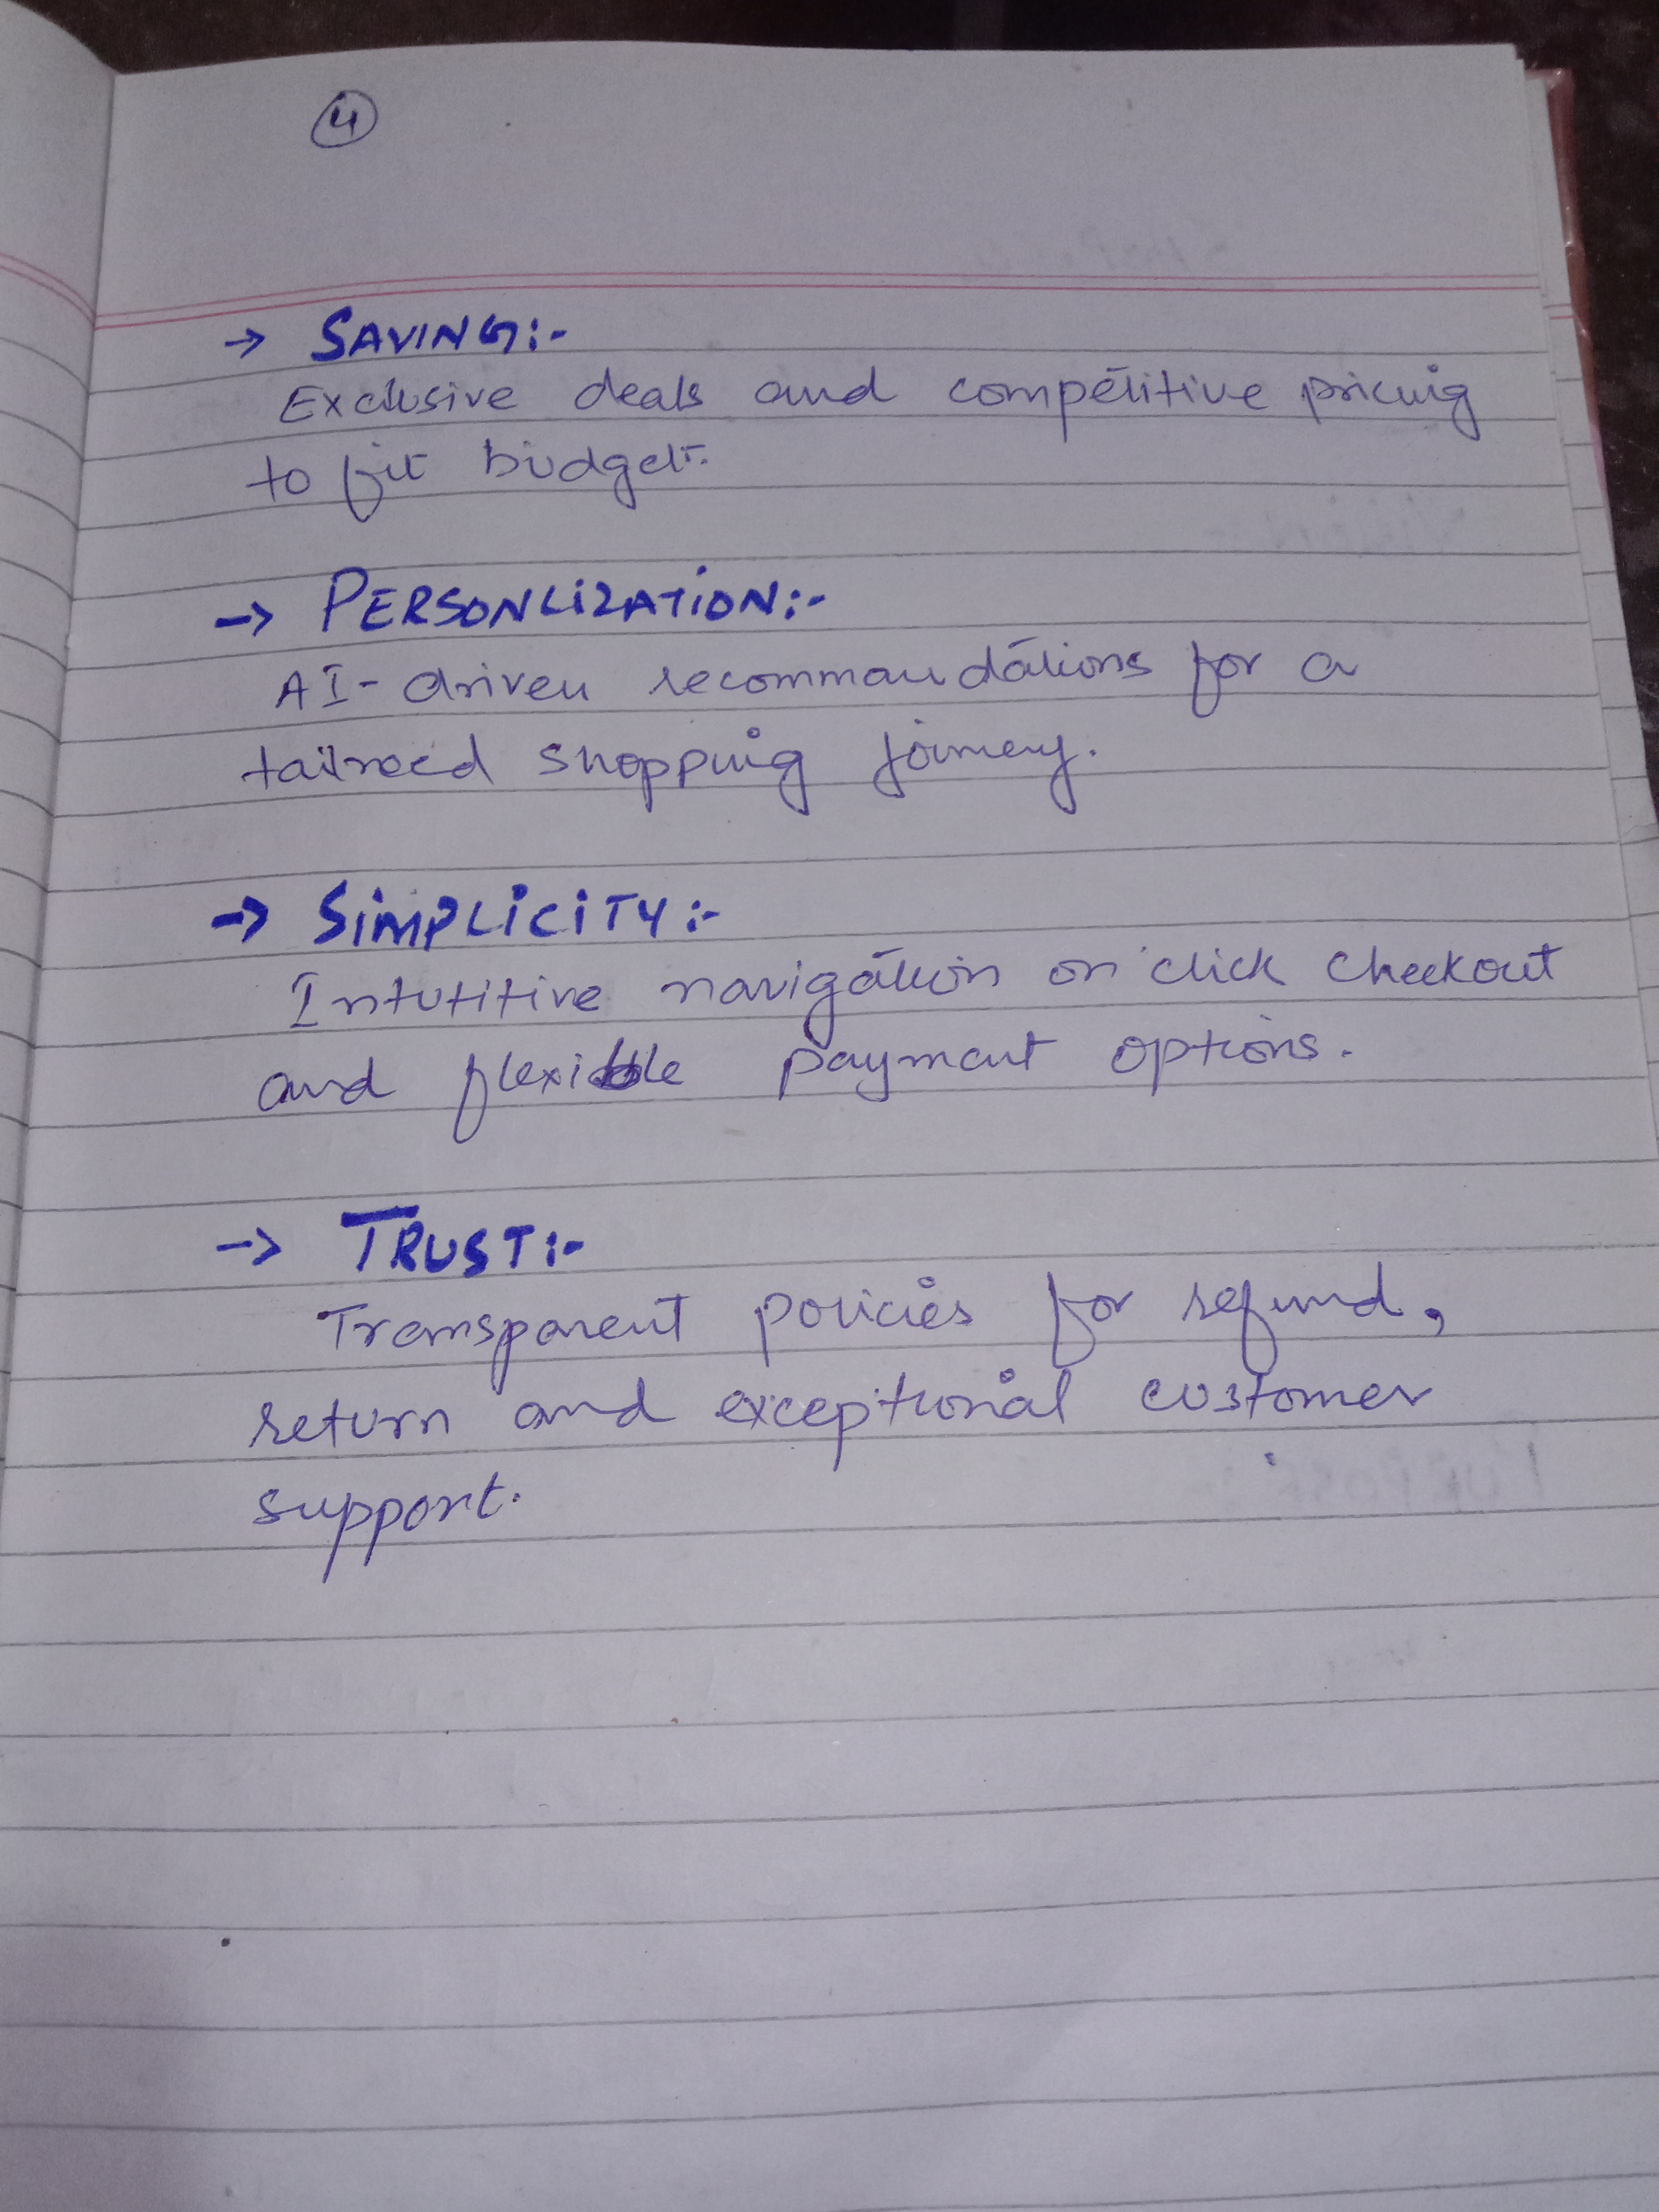 4
→ SAVING:-
Exclusive deals and competitive pricing
to fit budget.
→ PERSONLIZATION:-
AI-driven recommandations for a
tailroed shopping journey.
→ SIMPLICITY:-
Intutitive navigation on click checkout
and flexible payment options.
→ TRUST:-
Transparent policies for refund,
return and exceptional customer
support.